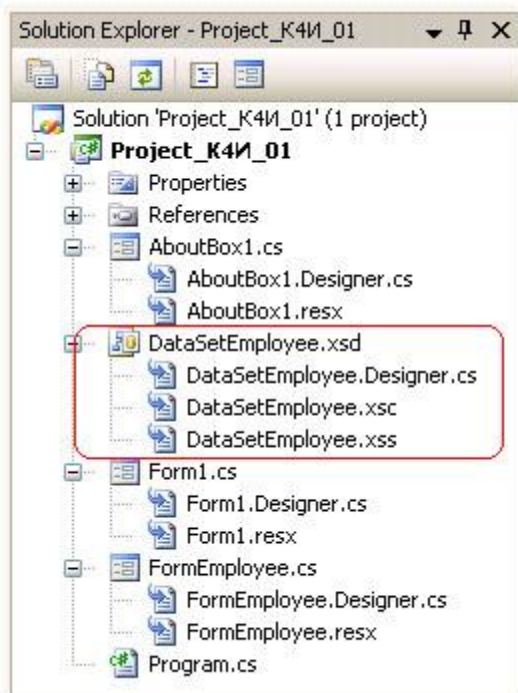 Solution Explorer - Project_К4И_01
Solution 'Project_К4И_01' (1 project)
Project_К4И_01
Properties
References
AboutBox1.cs
AboutBox1.Designer.cs
AboutBox1.resx
DataSetEmployee.xsd
DataSetEmployee.Designer.cs
DataSetEmployee.xsc
DataSetEmployee.xss
Form1.cs
Form1.Designer.cs
Form1.resx
FormEmployee.cs
FormEmployee.Designer.cs
FormEmployee.resx
Program.cs